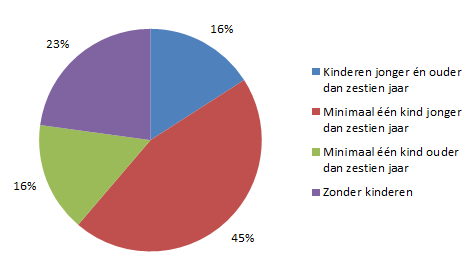 23%
16%
16%
45%
Kinderen jonger én ouder
dan zestien jaar
Minimaal één kind jonger
dan zestien jaar
Minimaal één kind ouder
dan zestien jaar
Zonder kinderen